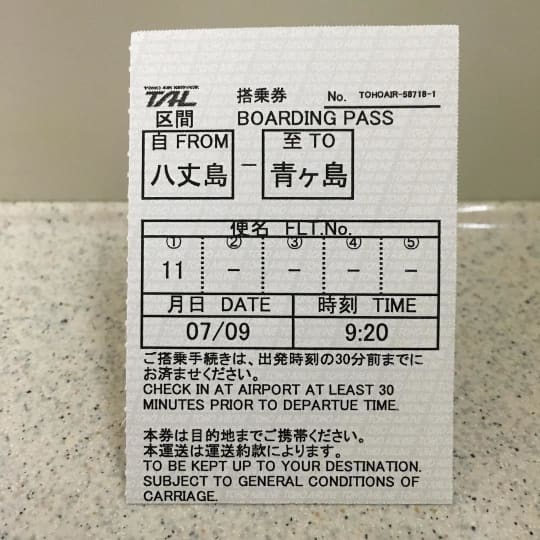 TOHO AIR SERVICE
TAL
搭乗券
No. TOHOAIR-58718-1
区間
BOARDING PASS
自 FROM
至 TO
八丈島
－
青ヶ島
便名 FLT.No.
① ② ③ ④ ⑤
11 － － － －
月日 DATE
時刻 TIME
07/09
9:20
ご搭乗手続きは、出発時刻の30分前までに
お済ませください。
CHECK IN AT AIRPORT AT LEAST 30
MINUTES PRIOR TO DEPARTUE TIME.
本券は目的地までご携帯ください。
本運送は運送約款によります。
TO BE KEPT UP TO YOUR DESTINATION.
SUBJECT TO GENERAL CONDITIONS OF
CARRIAGE.